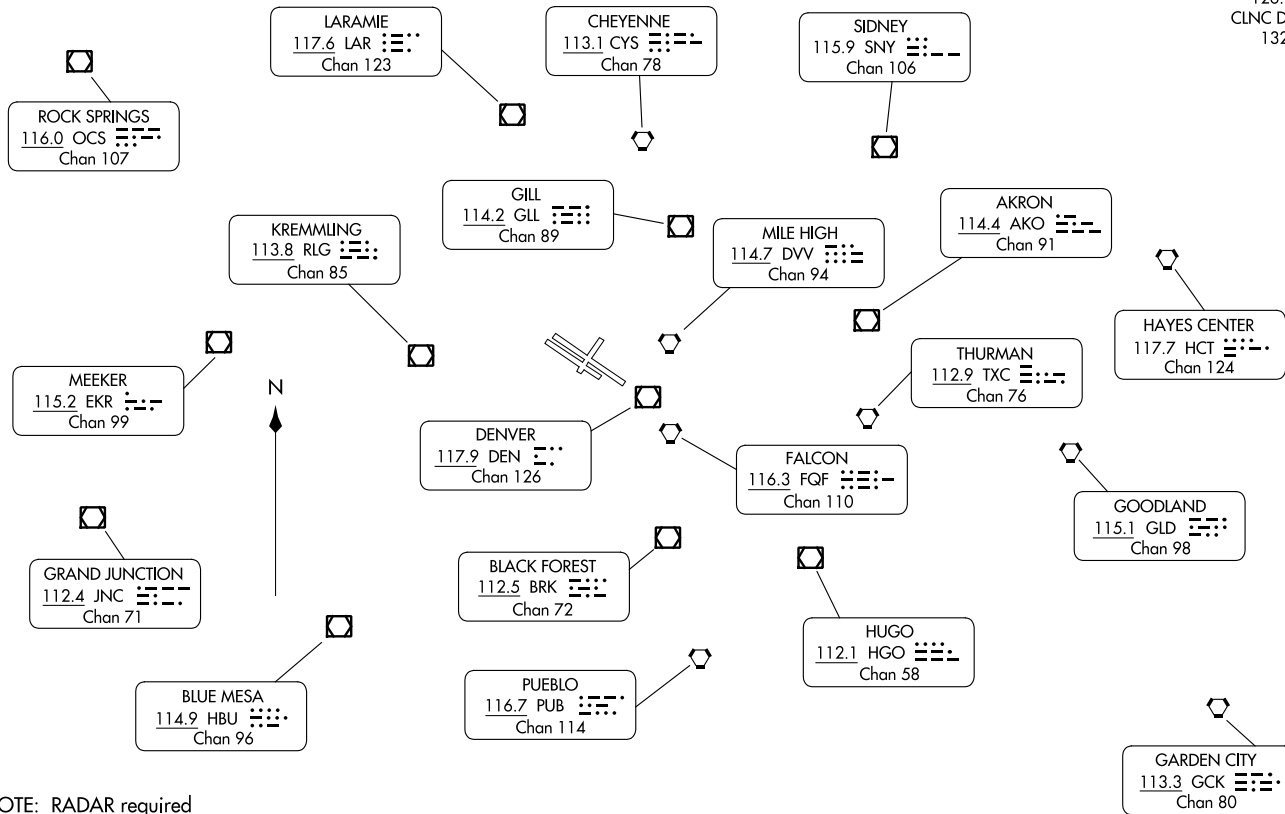 LARAMIE
117.6 LAR
Chan 123
CHEYENNE
113.1 CYS
Chan 78
SIDNEY
115.9 SNY
Chan 106
CLNC D
132
ROCK SPRINGS
116.0 OCS
Chan 107
GILL
114.2 GLL
Chan 89
AKRON
114.4 AKO
Chan 91
KREMMLING
113.8 RLG
Chan 85
MILE HIGH
114.7 DVV
Chan 94
HAYES CENTER
117.7 HCT
Chan 124
THURMAN
112.9 TXC
Chan 76
MEEKER
115.2 EKR
Chan 99
N
DENVER
117.9 DEN
Chan 126
FALCON
116.3 FQF
Chan 110
GOODLAND
115.1 GLD
Chan 98
GRAND JUNCTION
112.4 JNC
Chan 71
BLACK FOREST
112.5 BRK
Chan 72
HUGO
112.1 HGO
Chan 58
BLUE MESA
114.9 HBU
Chan 96
PUEBLO
116.7 PUB
Chan 114
GARDEN CITY
113.3 GCK
Chan 80
OTE: RADAR required